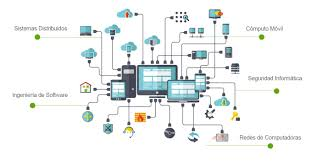 Sistemas Distribuidos
Cómputo Móvil
Seguridad Informática
Ingeniería de Software
Redes de Computadoras